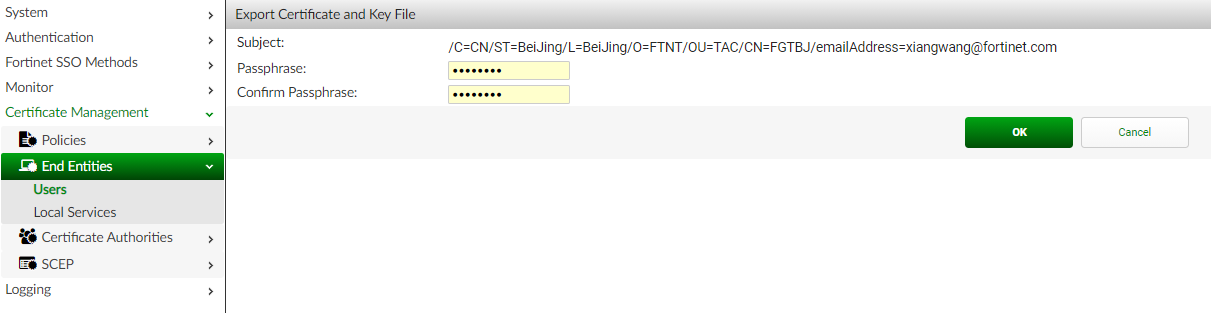 System
Authentication
Fortinet SSO Methods
Monitor
Certificate Management
Policies
End Entities
Users
Local Services
Certificate Authorities
SCEP
Logging
Export Certificate and Key File
Subject: /C=CN/ST=BeiJing/L=BeiJing/O=FTNT/OU=TAC/CN=FGTBJ/emailAddress=xiangwang@fortinet.com
Passphrase: ••••••••
Confirm Passphrase: ••••••••
OK Cancel